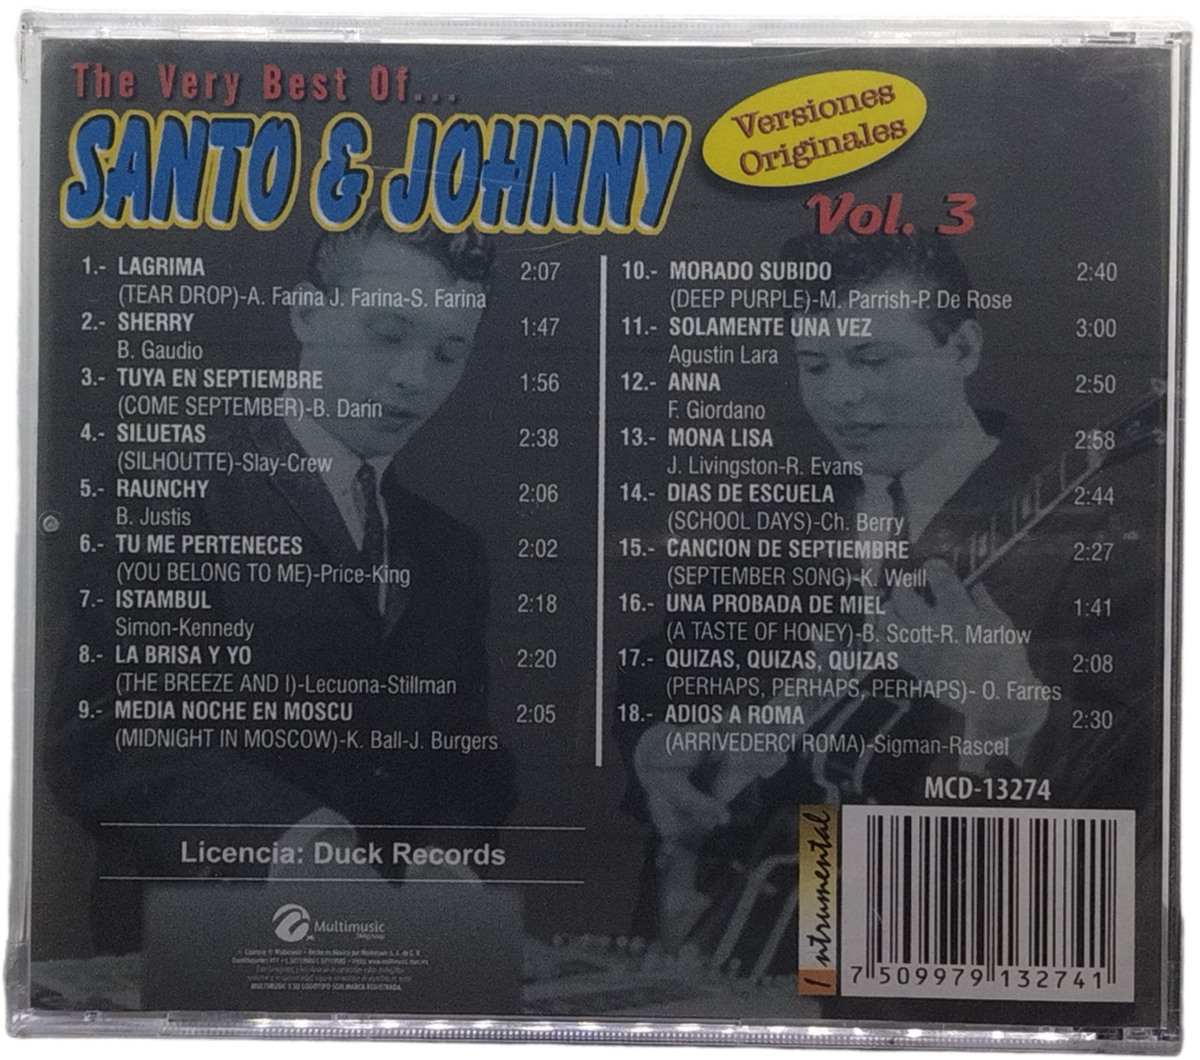 The Very Best Of...
SANTO & JOHNNY
Versiones
Originales
Vol. 3
1.- LAGRIMA 2:07
(TEAR DROP)-A. Farina J. Farina-S. Farina
2.- SHERRY 1:47
B. Gaudio
3.- TUYA EN SEPTIEMBRE 1:56
(COME SEPTEMBER)-B. Darin
4.- SILUETAS 2:38
(SILHOUTTE)-Slay-Crew
5.- RAUNCHY 2:06
B. Justis
6.- TU ME PERTENECES 2:02
(YOU BELONG TO ME)-Price-King
7.- ISTAMBUL 2:18
Simon-Kennedy
8.- LA BRISA Y YO 2:20
(THE BREEZE AND I)-Lecuona-Stillman
9.- MEDIA NOCHE EN MOSCU 2:05
(MIDNIGHT IN MOSCOW)-K. Ball-J. Burgers
10.- MORADO SUBIDO 2:40
(DEEP PURPLE)-M. Parrish-P. De Rose
11.- SOLAMENTE UNA VEZ 3:00
Agustin Lara
12.- ANNA 2:50
F. Giordano
13.- MONA LISA 2:58
J. Livingston-R. Evans
14.- DIAS DE ESCUELA 2:44
(SCHOOL DAYS)-Ch. Berry
15.- CANCION DE SEPTIEMBRE 2:27
(SEPTEMBER SONG)-K. Weill
16.- UNA PROBADA DE MIEL 1:41
(A TASTE OF HONEY)-B. Scott-R. Marlow
17.- QUIZAS, QUIZAS, QUIZAS 2:08
(PERHAPS, PERHAPS, PERHAPS)- O. Farres
18.- ADIOS A ROMA 2:30
(ARRIVEDERCI ROMA)-Sigman-Rascel
MCD-13274
Intrumental
7 509979 132741
Licencia: Duck Records
Multimusic
MULTIMUSIC Y SU LOGOTIPO SON MARCA REGISTRADA.